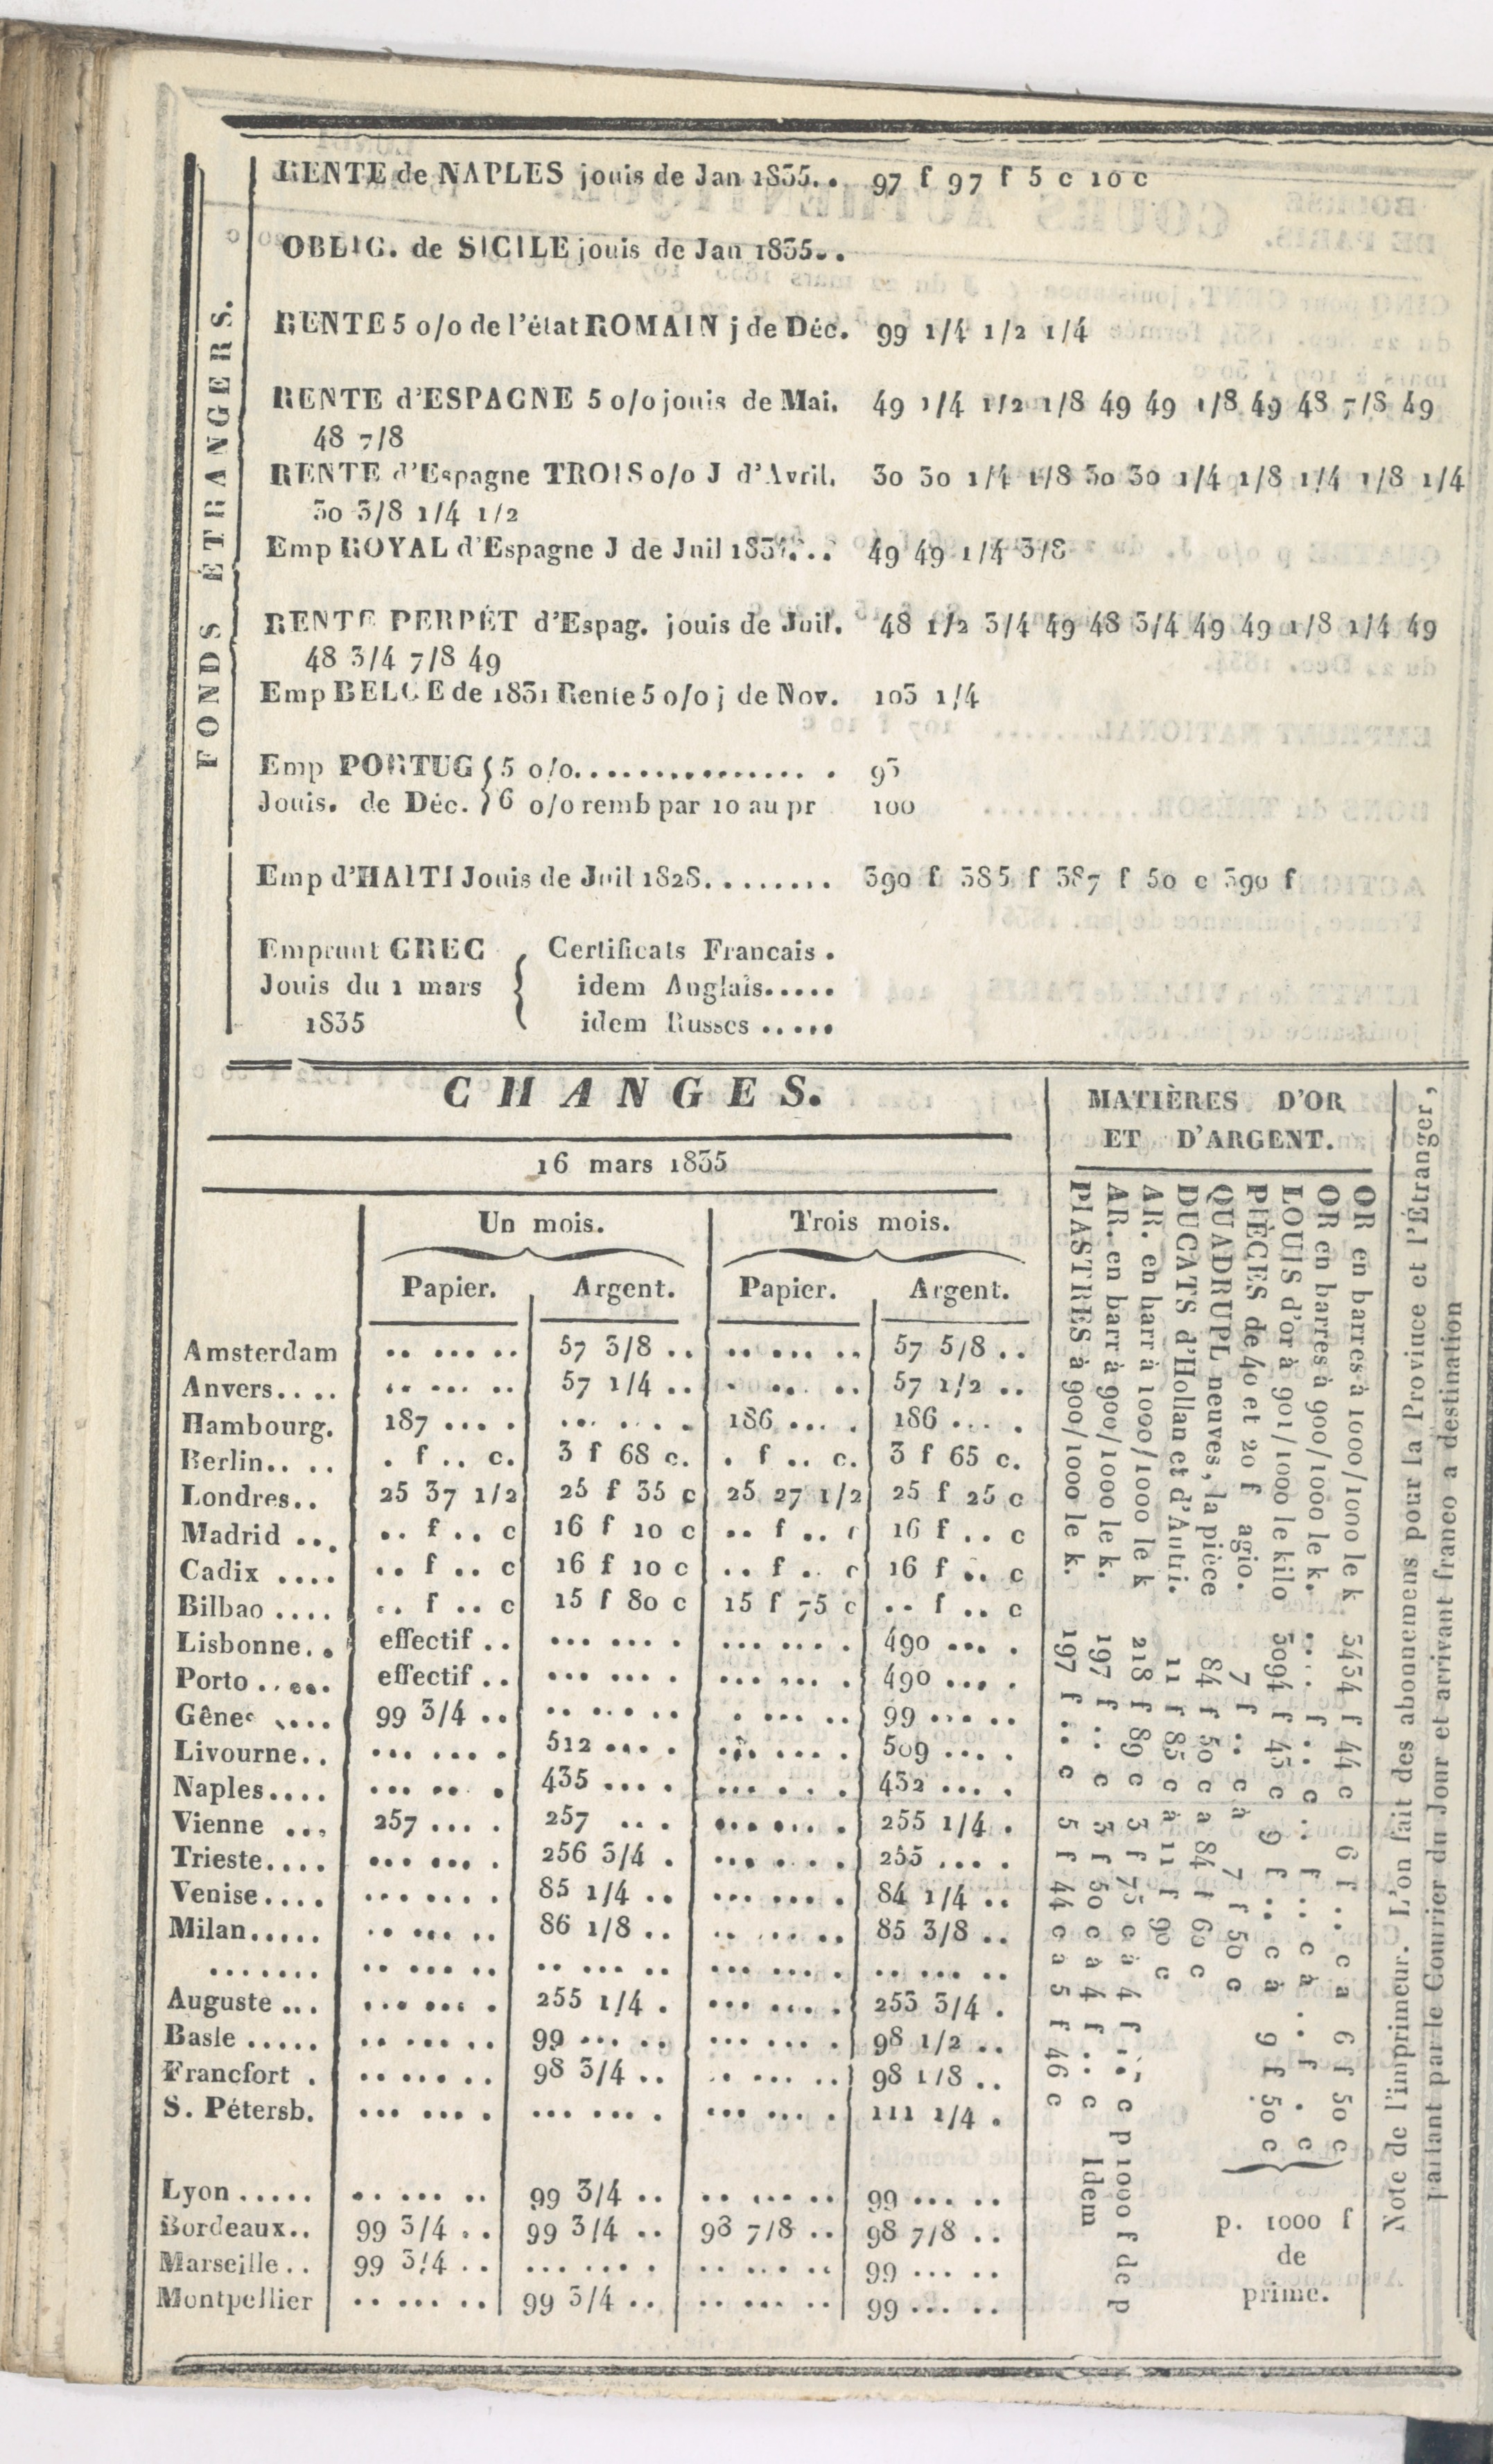 FONDS ÉTRANGERS.
RENTE de NAPLES jouis de Jan 1835.. 97 f 97 f 5 c 10 c
OBLIG. de SICILE jouis de Jan 1835..
RENTE 5 o/o de l'état ROMAIN j de Déc. 99 1/4 1/2 1/4
RENTE d'ESPAGNE 5 o/o jouis de Mai. 49 1/4 1/2 1/8 49 49 1/8 49 48 7/8 49
48 7/8
RENTE d'Espagne TROIS o/o J d'Avril. 30 30 1/4 1/8 30 30 1/4 1/8 1/4 1/8 1/4
30 3/8 1/4 1/2
Emp ROYAL d'Espagne J de Juil 1834... 49 49 1/4 3/8
RENTE PERPÉT d'Espag. jouis de Juil. 48 1/2 3/4 49 48 3/4 49 49 1/8 1/4 49
48 3/4 7/8 49
Emp BELGE de 1831 Rente 5 o/o j de Nov. 103 1/4
Emp PORTUG { 5 o/o................ 93
Jouis. de Déc. } 6 o/o remb par 10 au pr 100
Emp d'HAITI Jouis de Juil 1828........ 390 f 385 f 387 f 50 c 390 f
Emprunt GREC { Certificats Francais .
Jouis du 1 mars { idem Anglais.....
1835 { idem Russes .....
CHANGES.
16 mars 1835
Un mois. Trois mois.
Papier. Argent. Papier. Argent.
Amsterdam .. ... .. 57 3/8 .. .. ... .. 57 5/8 ..
Anvers.... .. ... .. 57 1/4 .. . ... .. 57 1/2 ..
Hambourg. 187 ... . ... ... . 186 ... . 186 ... .
Berlin.. .. . f .. c. 3 f 68 c. . f .. c. 3 f 65 c.
Londres.. 25 37 1/2 25 f 35 c 25 27 1/2 25 f 25 c
Madrid ... .. f .. c 16 f 10 c .. f .. c 16 f .. c
Cadix .... .. f .. c 16 f 10 c .. f .. c 16 f .. c
Bilbao .... .. f .. c 15 f 80 c 15 f 75 c .. f .. c
Lisbonne.. effectif .. ... ... . ... ... . 490 ... .
Porto ..... effectif .. ... ... . ... ... . 490 ... .
Gênes .... 99 3/4 .. .. ... .. . ... .. 99 ... ..
Livourne.. ... ... . 512 ... . ... ... . 509 ... .
Naples.... ... .. . 435 ... . ... ... . 432 ... .
Vienne ... 257 ... . 257 ... . ... ... . 255 1/4 .
Trieste.... ... ... . 256 3/4 . ... ... . 255 ... .
Venise.... ... ... . 85 1/4 .. ... ... . 84 1/4 ..
Milan..... .. ... .. 86 1/8 .. .. ... .. 85 3/8 ..
....... .. ... .. .. ... .. ... ... . .. ... ..
Auguste ... ... ... . 255 1/4 . ... ... . 253 3/4 .
Basle ..... .. ... .. 99 ... .. ... ... . 98 1/2 ..
Francfort . .. ... .. 98 3/4 .. .. ... .. 98 1/8 ..
S. Pétersb. ... ... . ... ... . ... ... . 111 1/4 .
Lyon ..... .. ... .. 99 3/4 .. .. ... .. 99 ... ..
Bordeaux.. 99 3/4 .. 99 3/4 .. 98 7/8 .. 98 7/8 ..
Marseille .. 99 3/4 .. ... ... . .. ... .. 99 ... ..
Montpellier .. ... .. 99 3/4 .. .. ... .. 99 ... ..
MATIÈRES D'OR
ET D'ARGENT.
OR en barres à 1000/1000 le k 3434 f 44 c 6 f .. c a 6 f 50 c
OR en barres à 900/1000 le k. .... f .. c .. f .. c à .. f . c
LOUIS d'or à 901/1000 le kilo 3094 f 43 c 9 f .. c à 9 f 50 c
PIÈCES de 40 et 20 f agio. 7 f .. c à 7 f 50 c
QUADRUPL neuves, la pièce 84 f 50 c a 84 f 60 c
DUCATS d'Hollan et d'Autri. 11 f 85 c à 11 f 90 c
AR. en barr à 1000/1000 le k 218 f 89 c 3 f 75 c à 4 f .. c p 1000 f de p
AR. en barr à 900/1000 le k. 197 f .. c 3 f 50 c à 4 f .. c Idem
PIASTRES à 900/1000 le k. 197 f .. c 5 f 44 c a 5 f 46 c
p. 1000 f
de
prime.
Note de l'imprimeur. L'on fait des abonnemens pour la Province et l'Étranger,
partant par le Courrier du Jour et arrivant franco a destination